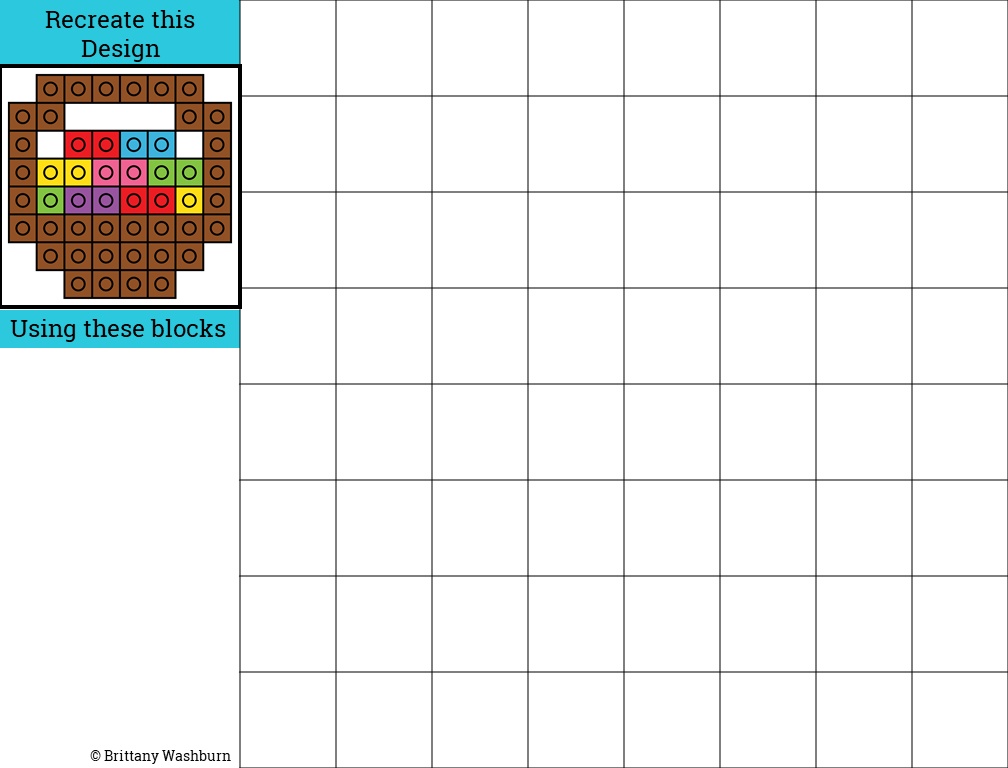 Recreate this
Design
Using these blocks
© Brittany Washburn